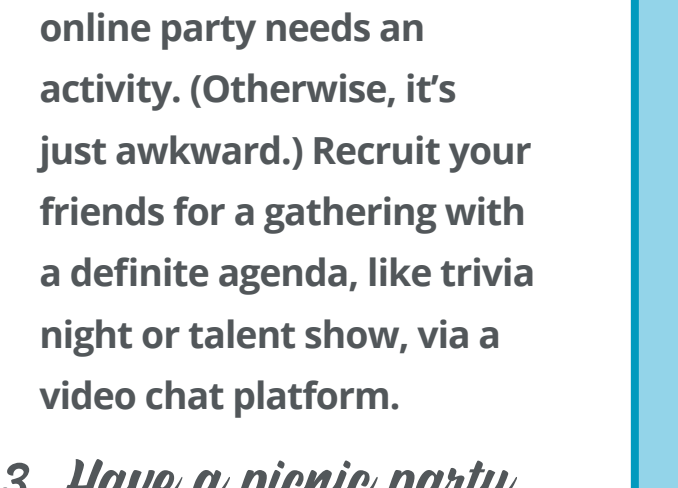 online party needs an
activity. (Otherwise, it’s
just awkward.) Recruit your
friends for a gathering with
a definite agenda, like trivia
night or talent show, via a
video chat platform.
3 Have a picnic party